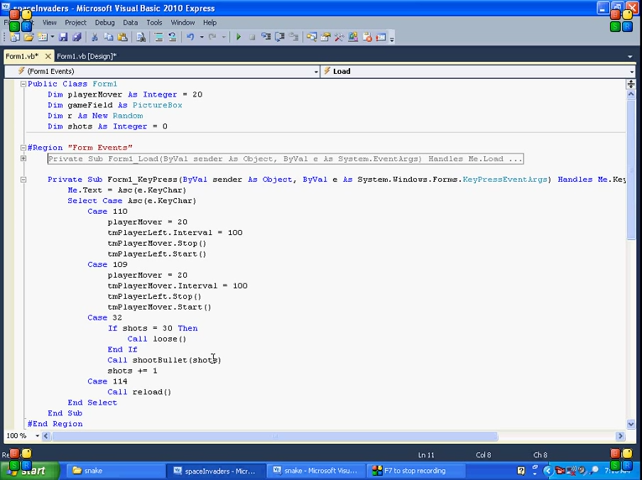 spaceInvaders - Microsoft Visual Basic 2010 Express
View Project Debug Data Tools Window Help
Form1.vb* Form1.vb [Design]*
(Form1 Events) Load
Public Class Form1
Dim playerMover As Integer = 20
Dim gameField As PictureBox
Dim r As New Random
Dim shots As Integer = 0
#Region "Form Events"
Private Sub Form1_Load(ByVal sender As Object, ByVal e As System.EventArgs) Handles Me.Load ...
Private Sub Form1_KeyPress(ByVal sender As Object, ByVal e As System.Windows.Forms.KeyPressEventArgs) Handles Me.Key
Me.Text = Asc(e.KeyChar)
Select Case Asc(e.KeyChar)
Case 110
playerMover = 20
tmPlayerLeft.Interval = 100
tmPlayerMover.Stop()
tmPlayerLeft.Start()
Case 109
playerMover = 20
tmPlayerMover.Interval = 100
tmPlayerLeft.Stop()
tmPlayerMover.Start()
Case 32
If shots = 30 Then
Call loose()
End If
Call shootBullet(shots)
shots += 1
Case 114
Call reload()
End Select
End Sub
#End Region
100 %
Ln 11 Col 8 Ch 8
start snake spaceInvaders - Micr... snake - Microsoft Visu... F7 to stop recording